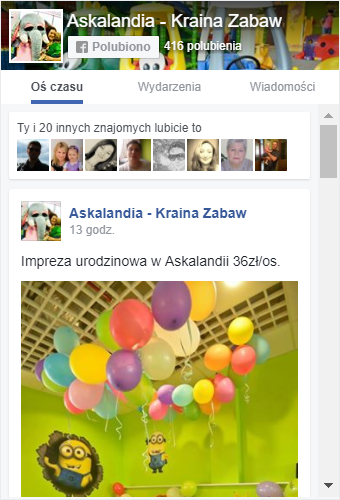 Askalandia - Kraina Zabaw
Polubiono 416 polubienia
Oś czasu Wydarzenia Wiadomości
Ty i 20 innych znajomych lubicie to
Askalandia - Kraina Zabaw
13 godz.
Impreza urodzinowa w Askalandii 36zł/os.